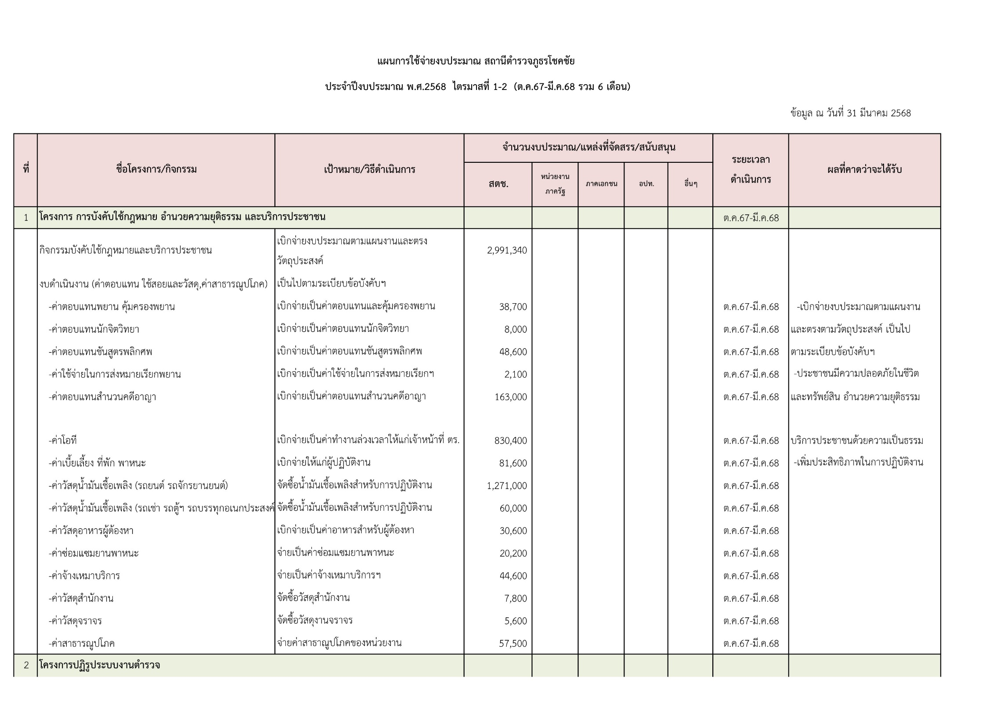 แผนการใช้จ่ายงบประมาณ สถานีตำรวจภูธรโชคชัย
ประจำปีงบประมาณ พ.ศ.2568 ไตรมาสที่ 1-2 (ต.ค.67-มี.ค.68 รวม 6 เดือน)
ข้อมูล ณ วันที่ 31 มีนาคม 2568
ที่ ชื่อโครงการ/กิจกรรม เป้าหมาย/วิธีดำเนินการ จำนวนงบประมาณ/แหล่งที่จัดสรร/สนับสนุน ระยะเวลา ดำเนินการ ผลที่คาดว่าจะได้รับ
สตช. หน่วยงาน ภาครัฐ ภาคเอกชน อปท. อื่นๆ
1 โครงการ การบังคับใช้กฎหมาย อำนวยความยุติธรรม และบริการประชาชน ต.ค.67-มี.ค.68
กิจกรรมบังคับใช้กฎหมายและบริการประชาชน เบิกจ่ายงบประมาณตามแผนงานและตรง วัตถุประสงค์ 2,991,340
งบดำเนินงาน (ค่าตอบแทน ใช้สอยและวัสดุ,ค่าสาธารณูปโภค) เป็นไปตามระเบียบข้อบังคับฯ
-ค่าตอบแทนพยาน คุ้มครองพยาน เบิกจ่ายเป็นค่าตอบแทนและคุ้มครองพยาน 38,700 ต.ค.67-มี.ค.68 -เบิกจ่ายงบประมาณตามแผนงาน
-ค่าตอบแทนนักจิตวิทยา เบิกจ่ายเป็นค่าตอบแทนนักจิตวิทยา 8,000 ต.ค.67-มี.ค.68 และตรงตามวัตถุประสงค์ เป็นไป
-ค่าตอบแทนชันสูตรพลิกศพ เบิกจ่ายเป็นค่าตอบแทนชันสูตรพลิกศพ 48,600 ต.ค.67-มี.ค.68 ตามระเบียบข้อบังคับฯ
-ค่าใช้จ่ายในการส่งหมายเรียกพยาน เบิกจ่ายเป็นค่าใช้จ่ายในการส่งหมายเรียกฯ 2,100 ต.ค.67-มี.ค.68 -ประชาชนมีความปลอดภัยในชีวิต
-ค่าตอบแทนสำนวนคดีอาญา เบิกจ่ายเป็นค่าตอบแทนสำนวนคดีอาญา 163,000 ต.ค.67-มี.ค.68 และทรัพย์สิน อำนวยความยุติธรรม
-ค่าโอที เบิกจ่ายเป็นค่าทำงานล่วงเวลาให้แก่เจ้าหน้าที่ ตร. 830,400 ต.ค.67-มี.ค.68 บริการประชาชนด้วยความเป็นธรรม
-ค่าเบี้ยเลี้ยง ที่พัก พาหนะ เบิกจ่ายให้แก่ผู้ปฏิบัติงาน 81,600 ต.ค.67-มี.ค.68 -เพิ่มประสิทธิภาพในการปฏิบัติงาน
-ค่าวัสดุน้ำมันเชื้อเพลิง (รถยนต์ รถจักรยานยนต์) จัดซื้อน้ำมันเชื้อเพลิงสำหรับการปฏิบัติงาน 1,271,000 ต.ค.67-มี.ค.68
-ค่าวัสดุน้ำมันเชื้อเพลิง (รถเช่า รถตู้ฯ รถบรรทุกอเนกประสงค์ จัดซื้อน้ำมันเชื้อเพลิงสำหรับการปฏิบัติงาน 60,000 ต.ค.67-มี.ค.68
-ค่าวัสดุอาหารผู้ต้องหา เบิกจ่ายเป็นค่าอาหารสำหรับผู้ต้องหา 30,600 ต.ค.67-มี.ค.68
-ค่าซ่อมแซมยานพาหนะ จ่ายเป็นค่าซ่อมแซมยานพาหนะ 20,200 ต.ค.67-มี.ค.68
-ค่าจ้างเหมาบริการ จ่ายเป็นค่าจ้างเหมาบริการฯ 44,600 ต.ค.67-มี.ค.68
-ค่าวัสดุสำนักงาน จัดซื้อวัสดุสำนักงาน 7,800 ต.ค.67-มี.ค.68
-ค่าวัสดุจราจร จัดซื้อวัสดุงานจราจร 5,600 ต.ค.67-มี.ค.68
-ค่าสาธารณูปโภค จ่ายค่าสาธาณูปโภคของหน่วยงาน 57,500 ต.ค.67-มี.ค.68
2 โครงการปฏิรูประบบงานตำรวจ